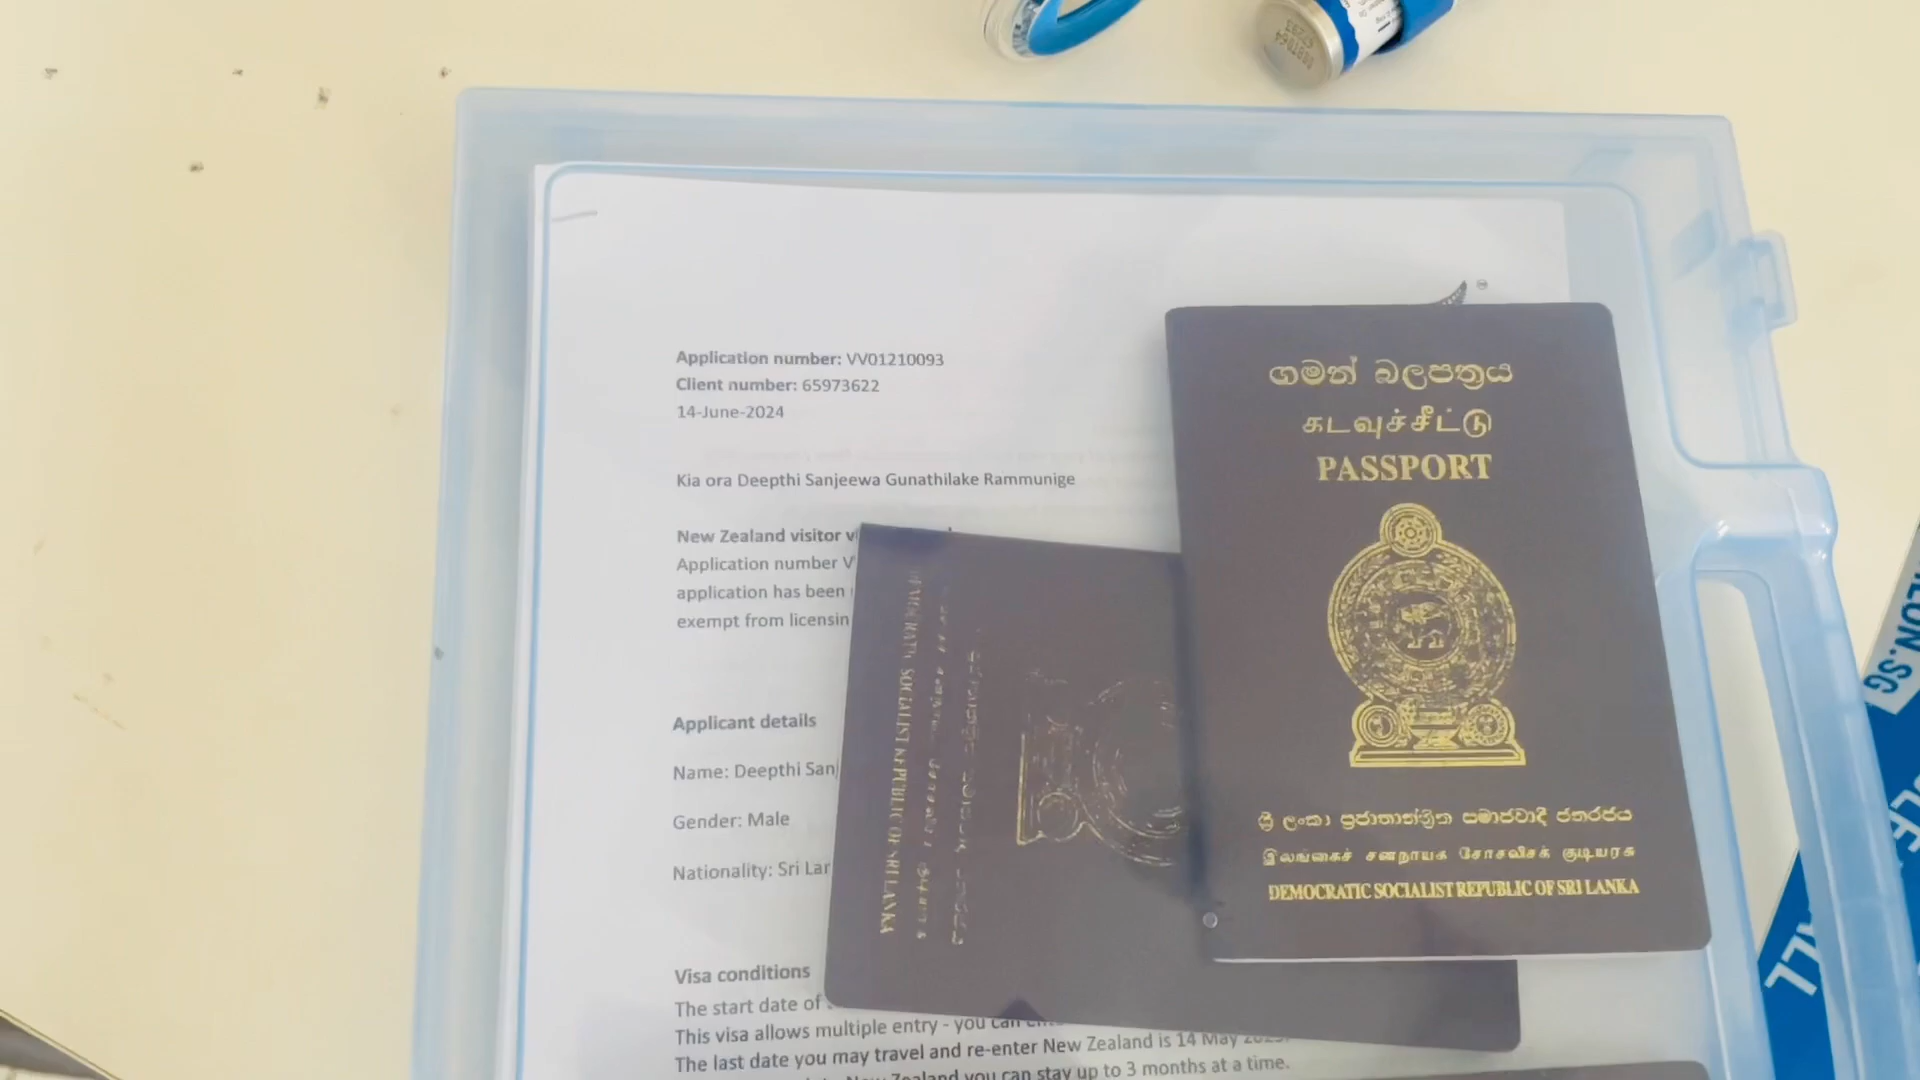 Application number: VV01210093
Client number: 65973622
14-June-2024
Kia ora Deepthi Sanjeewa Gunathilake Rammunige
New Zealand visitor
Application number
application has been
exempt from
Applicant details
Name: Deepthi
Gender: Male
Nationality: Sri
Visa conditions
The start date of
This visa allows multiple entry - you can
The last date you may travel and re-enter New Zealand is 14 May
Zealand you can stay up to 3 months at a time.
ගමන් බලපත්‍රය
கடவுச்சீட்டு
PASSPORT
ශ්‍රී ලංකා ප්‍රජාතාන්ත්‍රික සමාජවාදී ජනරජය
இலங்கைச் சனநாயக சோசலிசக் குடியரசு
DEMOCRATIC SOCIALIST REPUBLIC OF SRI LANKA
SOCIALIST REPUBLIC OF SRI LANKA